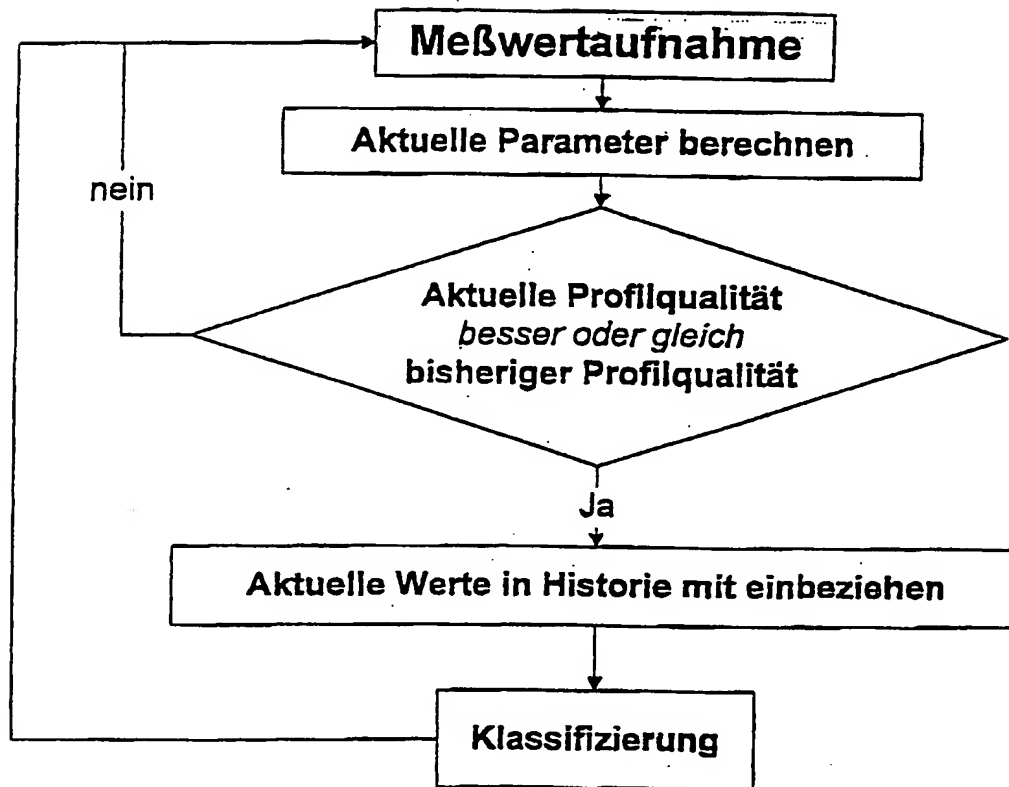 Meßwertaufnahme
Aktuelle Parameter berechnen
nein
Aktuelle Profilqualität
besser oder gleich
bisheriger Profilqualität
Ja
Aktuelle Werte in Historie mit einbeziehen
Klassifizierung